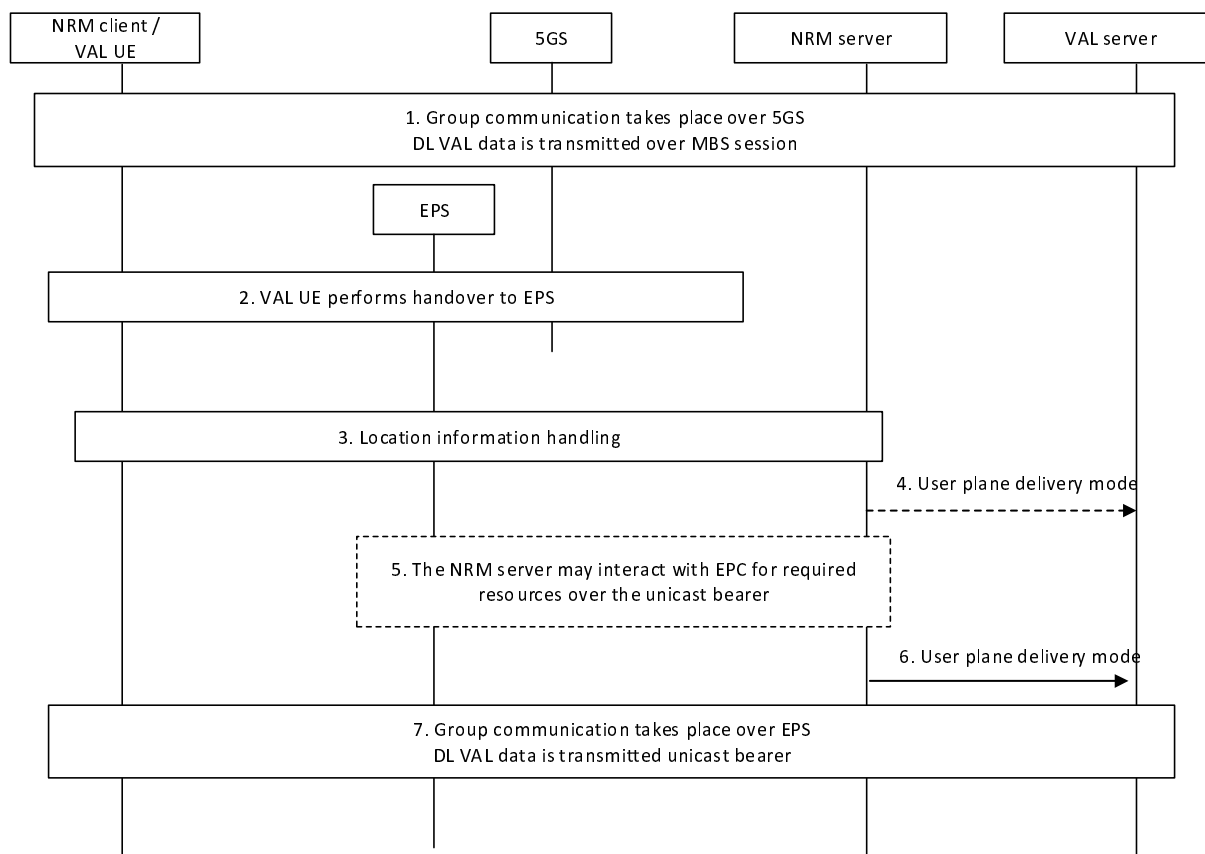 NRM client /
VAL UE
5GS
NRM server
VAL server
1. Group communication takes place over 5GS
DL VAL data is transmitted over MBS session
EPS
2. VAL UE performs handover to EPS
3. Location information handling
4. User plane delivery mode
5. The NRM server may interact with EPC for required
resources over the unicast bearer
6. User plane delivery mode
7. Group communication takes place over EPS
DL VAL data is transmitted unicast bearer